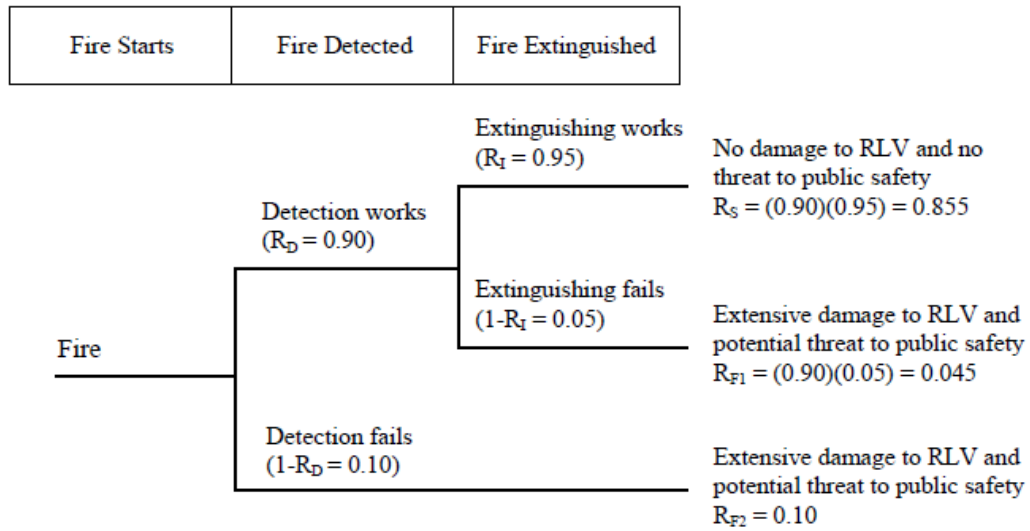 Fire Starts
Fire Detected
Fire Extinguished
Extinguishing works
(R_I = 0.95)
No damage to RLV and no
threat to public safety
R_S = (0.90)(0.95) = 0.855
Detection works
(R_D = 0.90)
Extinguishing fails
(1-R_I = 0.05)
Extensive damage to RLV and
potential threat to public safety
R_F1 = (0.90)(0.05) = 0.045
Fire
Detection fails
(1-R_D = 0.10)
Extensive damage to RLV and
potential threat to public safety
R_F2 = 0.10